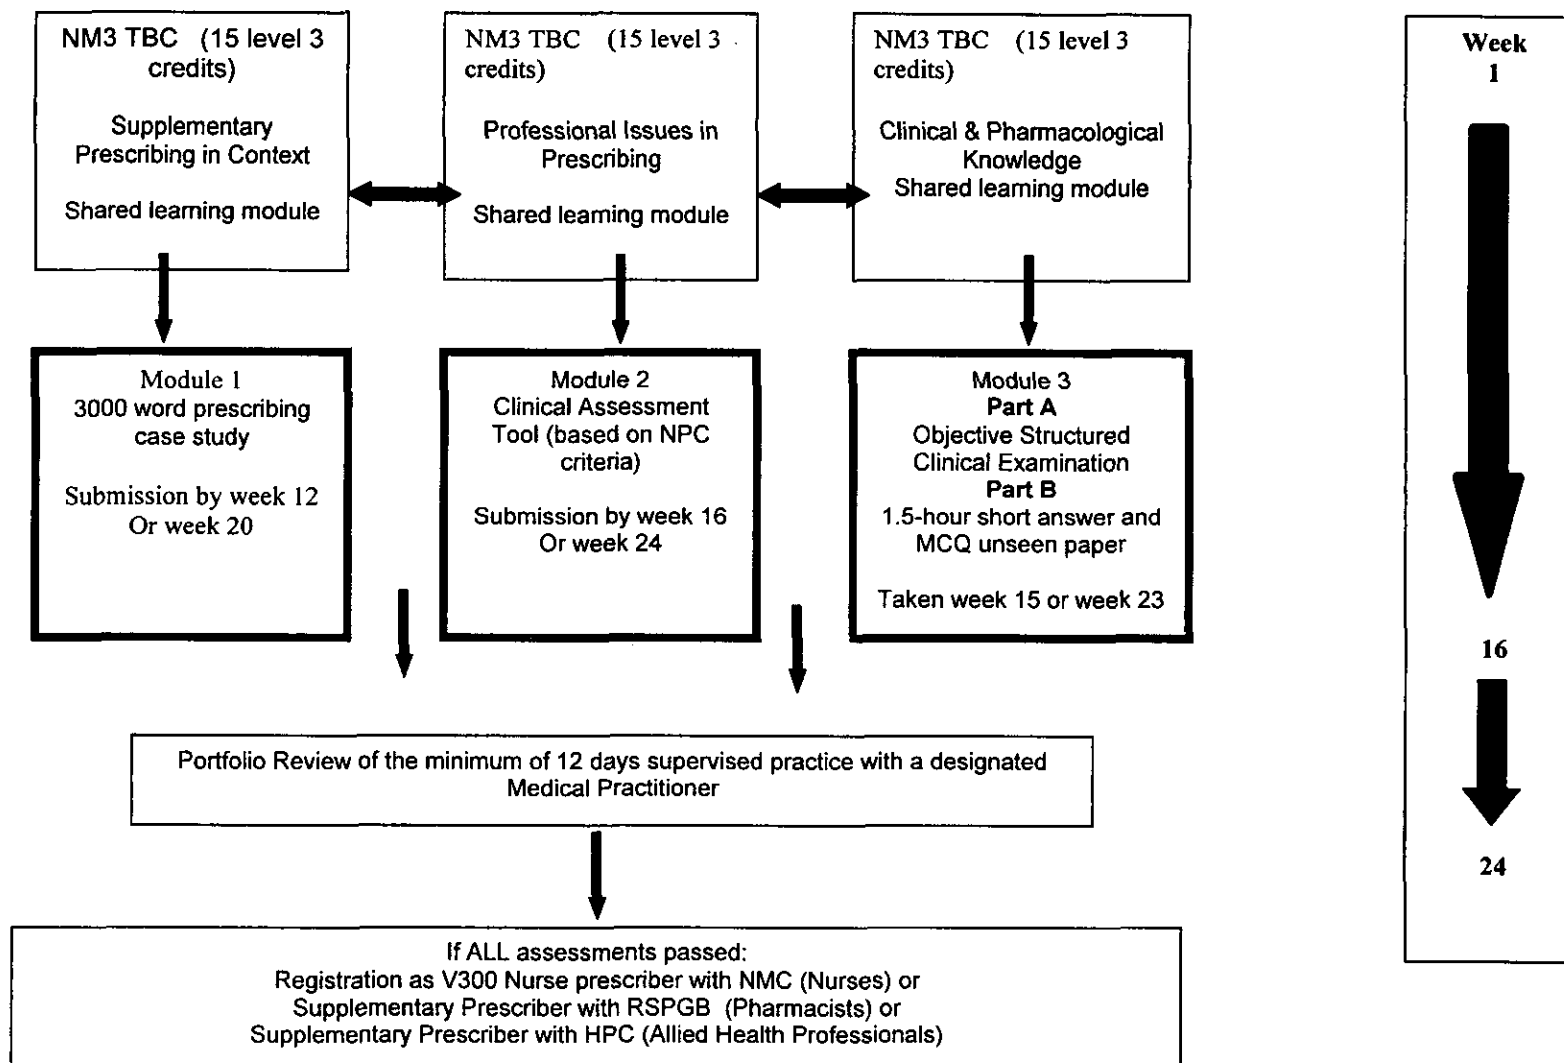 NM3 TBC (15 level 3
credits)
Supplementary
Prescribing in Context
Shared learning module
NM3 TBC (15 level 3
credits)
Professional Issues in
Prescribing
Shared learning module
NM3 TBC (15 level 3
credits)
Clinical & Pharmacological
Knowledge
Shared learning module
Module 1
3000 word prescribing
case study
Submission by week 12
Or week 20
Module 2
Clinical Assessment
Tool (based on NPC
criteria)
Submission by week 16
Or week 24
Module 3
Part A
Objective Structured
Clinical Examination
Part B
1.5-hour short answer and
MCQ unseen paper
Taken week 15 or week 23
Portfolio Review of the minimum of 12 days supervised practice with a designated
Medical Practitioner
If ALL assessments passed:
Registration as V300 Nurse prescriber with NMC (Nurses) or
Supplementary Prescriber with RSPGB (Pharmacists) or
Supplementary Prescriber with HPC (Allied Health Professionals)
Week
1
16
24